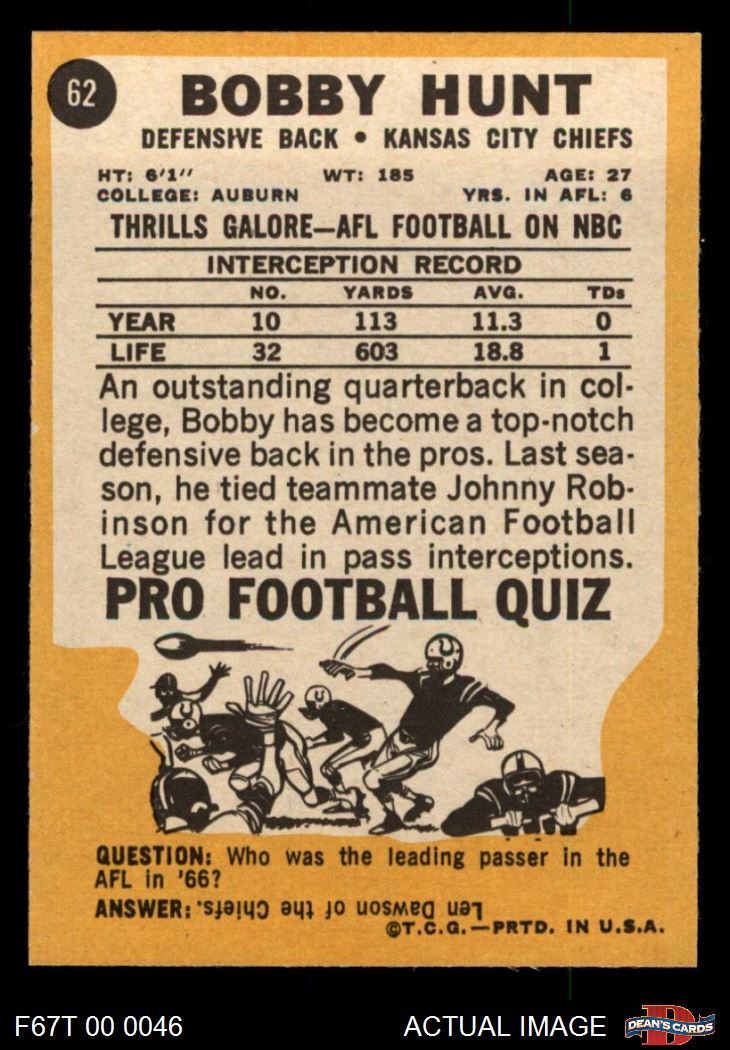 62
BOBBY HUNT
DEFENSIVE BACK • KANSAS CITY CHIEFS
HT: 6'1" WT: 185 AGE: 27
COLLEGE: AUBURN YRS. IN AFL: 6
THRILLS GALORE—AFL FOOTBALL ON NBC
INTERCEPTION RECORD
NO. YARDS AVG. TDs
YEAR 10 113 11.3 0
LIFE 32 603 18.8 1
An outstanding quarterback in col-
lege, Bobby has become a top-notch
defensive back in the pros. Last sea-
son, he tied teammate Johnny Rob-
inson for the American Football
League lead in pass interceptions.
PRO FOOTBALL QUIZ
QUESTION: Who was the leading passer in the
AFL in '66?
ANSWER: Len Dawson of the Chiefs.
©T.C.G.—PRTD. IN U.S.A.
F67T 00 0046 ACTUAL IMAGE
D
DEAN'S CARDS